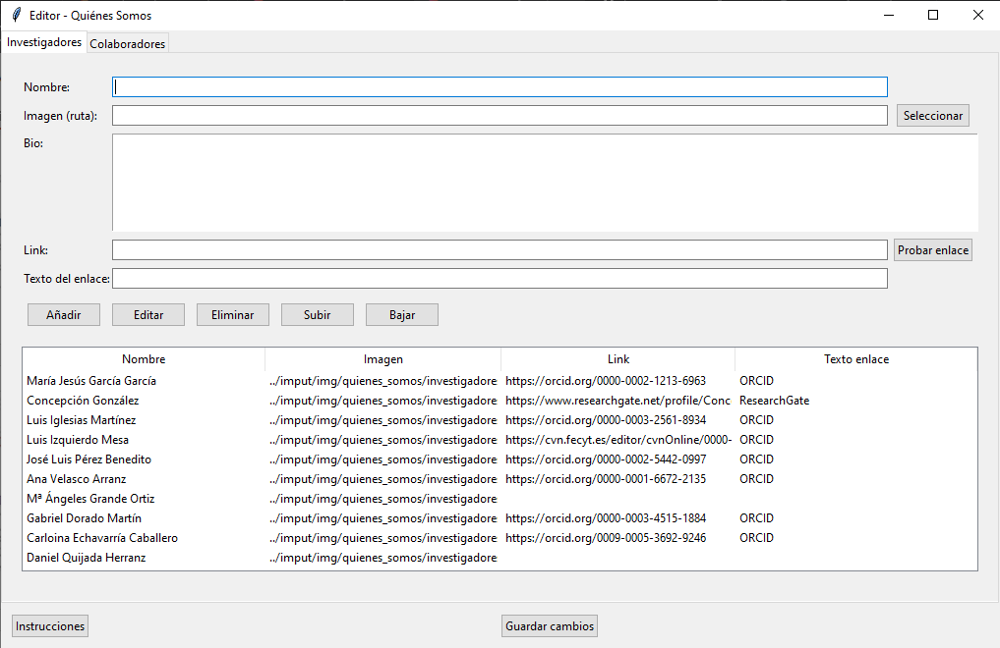 Editor - Quiénes Somos
Investigadores Colaboradores
Nombre:
Imagen (ruta): Seleccionar
Bio:
Link: Probar enlace
Texto del enlace:
Añadir Editar Eliminar Subir Bajar
Nombre Imagen Link Texto enlace
María Jesús García García ../imput/img/quienes_somos/investigadore https://orcid.org/0000-0002-1213-6963 ORCID
Concepción González ../imput/img/quienes_somos/investigadore https://www.researchgate.net/profile/Conc ResearchGate
Luis Iglesias Martínez ../imput/img/quienes_somos/investigadore https://orcid.org/0000-0003-2561-8934 ORCID
Luis Izquierdo Mesa ../imput/img/quienes_somos/investigadore https://cvn.fecyt.es/editor/cvnOnline/0000- ORCID
José Luis Pérez Benedito ../imput/img/quienes_somos/investigadore https://orcid.org/0000-0002-5442-0997 ORCID
Ana Velasco Arranz ../imput/img/quienes_somos/investigadore https://orcid.org/0000-0001-6672-2135 ORCID
Mª Ángeles Grande Ortiz ../imput/img/quienes_somos/investigadore
Gabriel Dorado Martín ../imput/img/quienes_somos/investigadore https://orcid.org/0000-0003-4515-1884 ORCID
Carloina Echavarría Caballero ../imput/img/quienes_somos/investigadore https://orcid.org/0009-0005-3692-9246 ORCID
Daniel Quijada Herranz ../imput/img/quienes_somos/investigadore
Instrucciones Guardar cambios